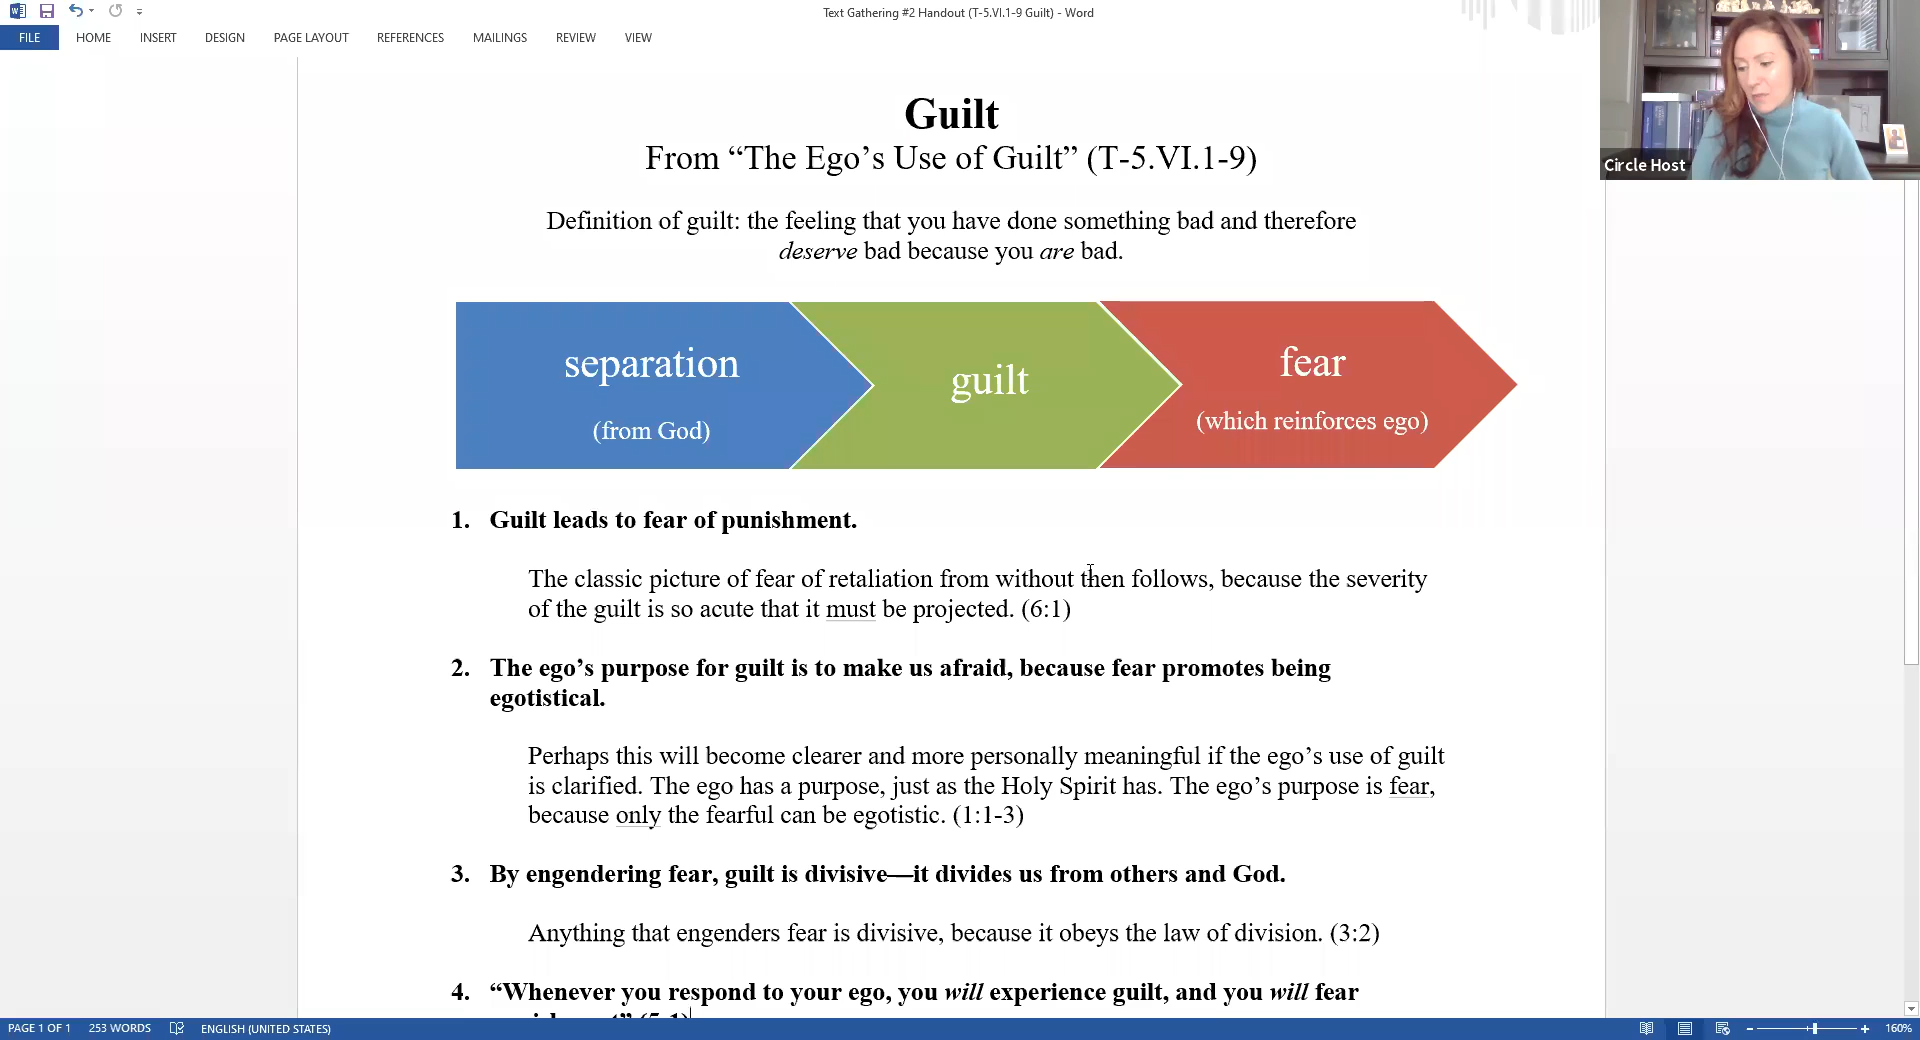 Text Gathering #2 Handout (T-5.VI.1-9 Guilt) - Word
FILE HOME INSERT DESIGN PAGE LAYOUT REFERENCES MAILINGS REVIEW VIEW
Circle Host
Guilt
From “The Ego’s Use of Guilt” (T-5.VI.1-9)
Definition of guilt: the feeling that you have done something bad and therefore
deserve bad because you are bad.
separation
(from God)
guilt
fear
(which reinforces ego)
1. Guilt leads to fear of punishment.
The classic picture of fear of retaliation from without then follows, because the severity
of the guilt is so acute that it must be projected. (6:1)
2. The ego’s purpose for guilt is to make us afraid, because fear promotes being
egotistical.
Perhaps this will become clearer and more personally meaningful if the ego’s use of guilt
is clarified. The ego has a purpose, just as the Holy Spirit has. The ego’s purpose is fear,
because only the fearful can be egotistic. (1:1-3)
3. By engendering fear, guilt is divisive—it divides us from others and God.
Anything that engenders fear is divisive, because it obeys the law of division. (3:2)
4. “Whenever you respond to your ego, you will experience guilt, and you will fear
PAGE 1 OF 1 253 WORDS ENGLISH (UNITED STATES) 160%